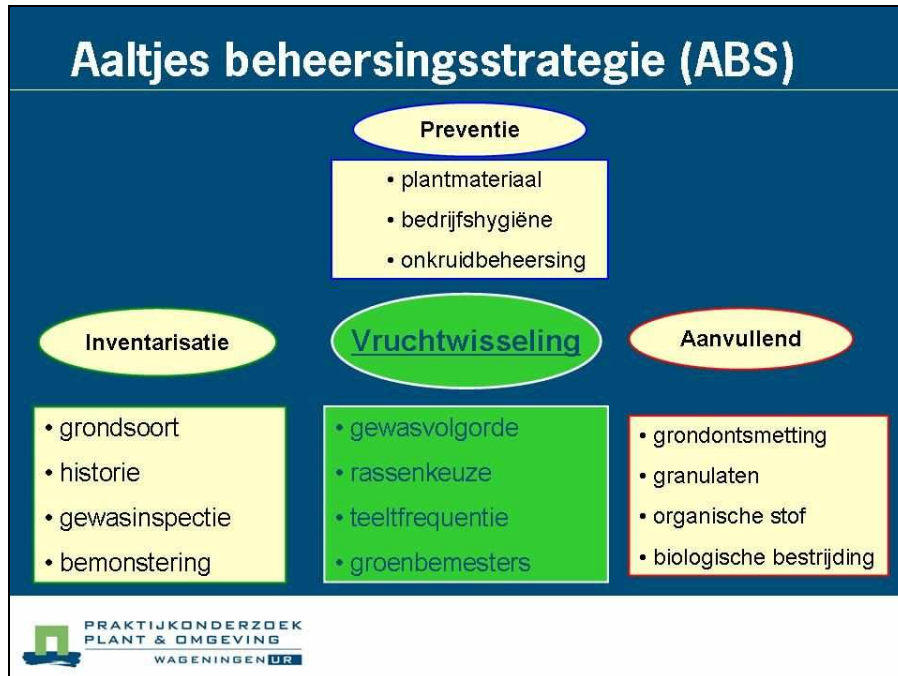 Aaltjes beheersingsstrategie (ABS)
Preventie
• plantmateriaal
• bedrijfshygiëne
• onkruidbeheersing
Inventarisatie
• grondsoort
• historie
• gewasinspectie
• bemonstering
Vruchtwisseling
• gewasvolgorde
• rassenkeuze
• teeltfrequentie
• groenbemesters
Aanvullend
• grondontsmetting
• granulaten
• organische stof
• biologische bestrijding
PRAKTIJKONDERZOEK
PLANT & OMGEVING
WAGENINGEN UR